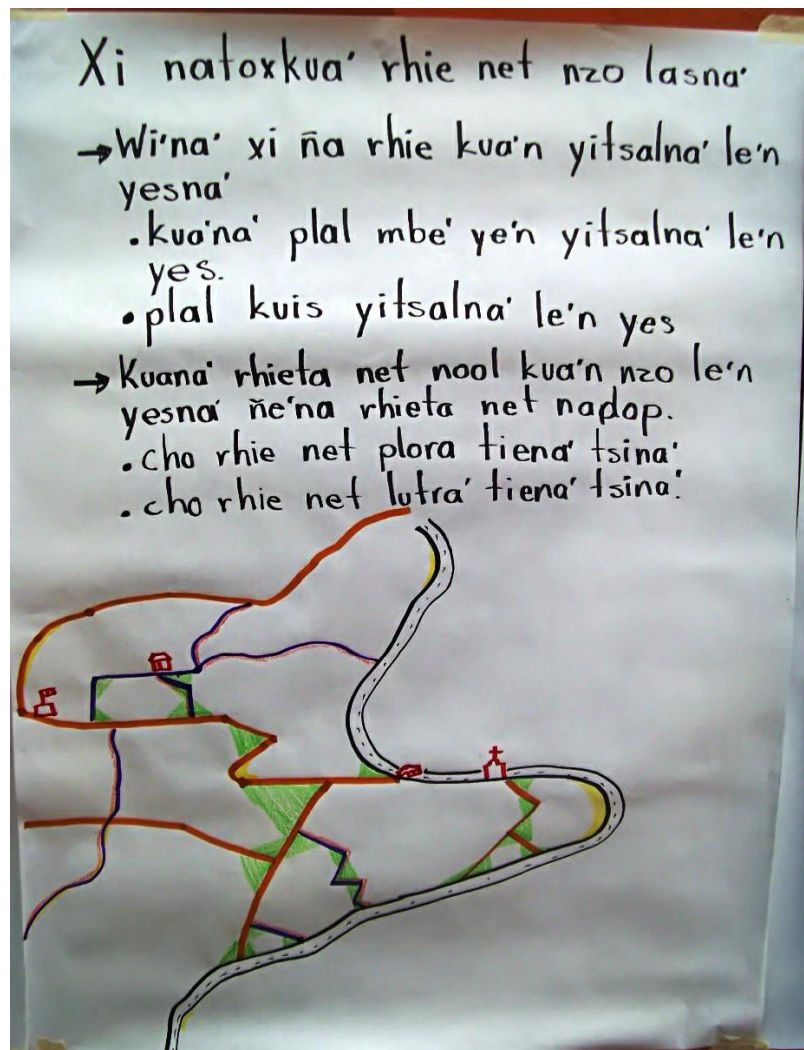 Xi natoxkua' rhie net nzo lasna'
→ Wi'na' xi ña rhie kua'n yitsalna' le'n
yesna'
. kua'na' plal mbe' ye'n yitsalna' le'n
yes.
• plal kuis yitsalna' le'n yes
→ Kuana' rhieta net nool kua'n nzo le'n
yesna' ñe'na rhieta net nadop.
. cho rhie net plora tiena' tsina'
. cho rhie net lutra' tiena' tsina'.